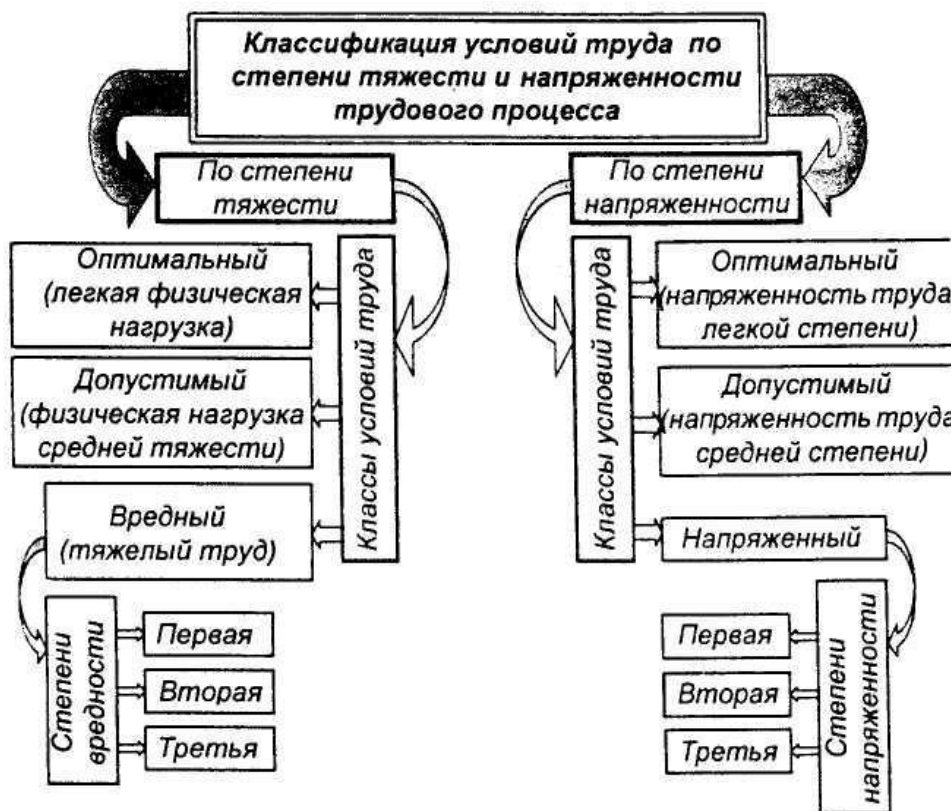 Классификация условий труда по
степени тяжести и напряженности
трудового процесса
По степени
тяжести
По степени
напряженности
Классы условий труда
Оптимальный
(легкая физическая
нагрузка)
Допустимый
(физическая нагрузка
средней тяжести)
Вредный
(тяжелый труд)
Степени
вредности
Первая
Вторая
Третья
Классы условий труда
Оптимальный
(напряженность труда
легкой степени)
Допустимый
(напряженность труда
средней степени)
Напряженный
Степени
напряженности
Первая
Вторая
Третья